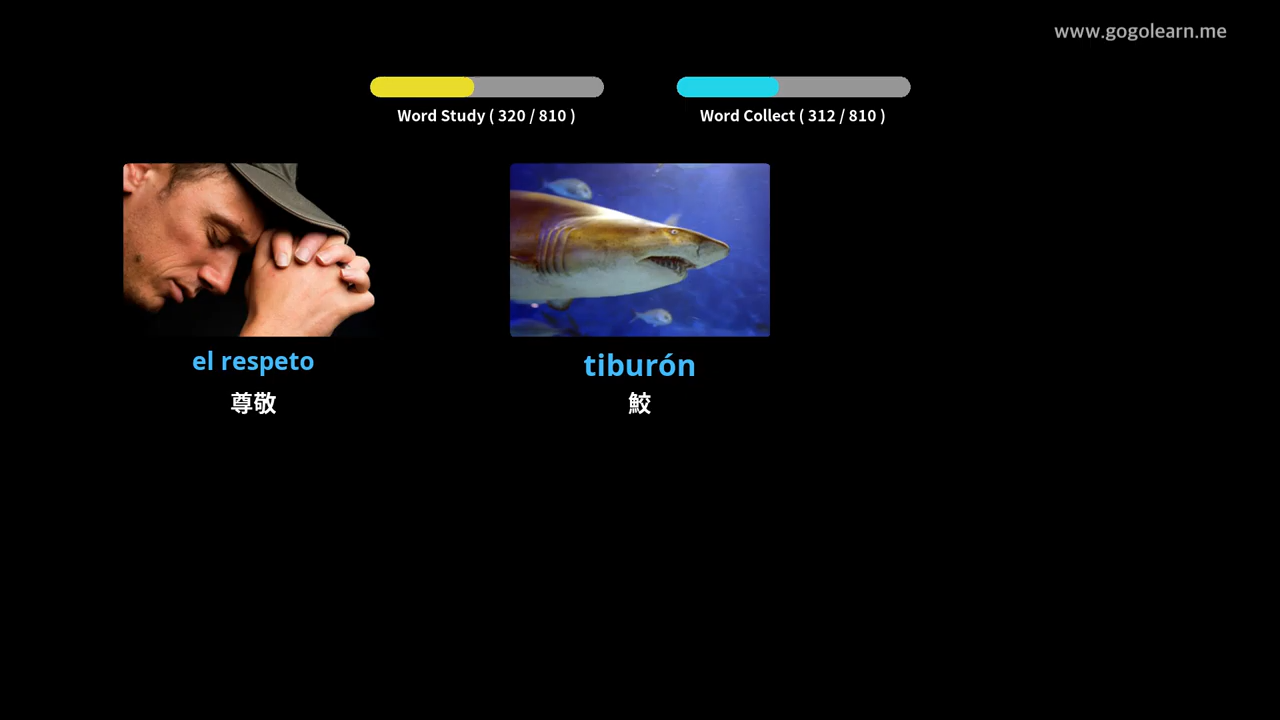 www.gogolearn.me
Word Study ( 320 / 810 )
Word Collect ( 312 / 810 )
el respeto
尊敬
tiburón
鮫